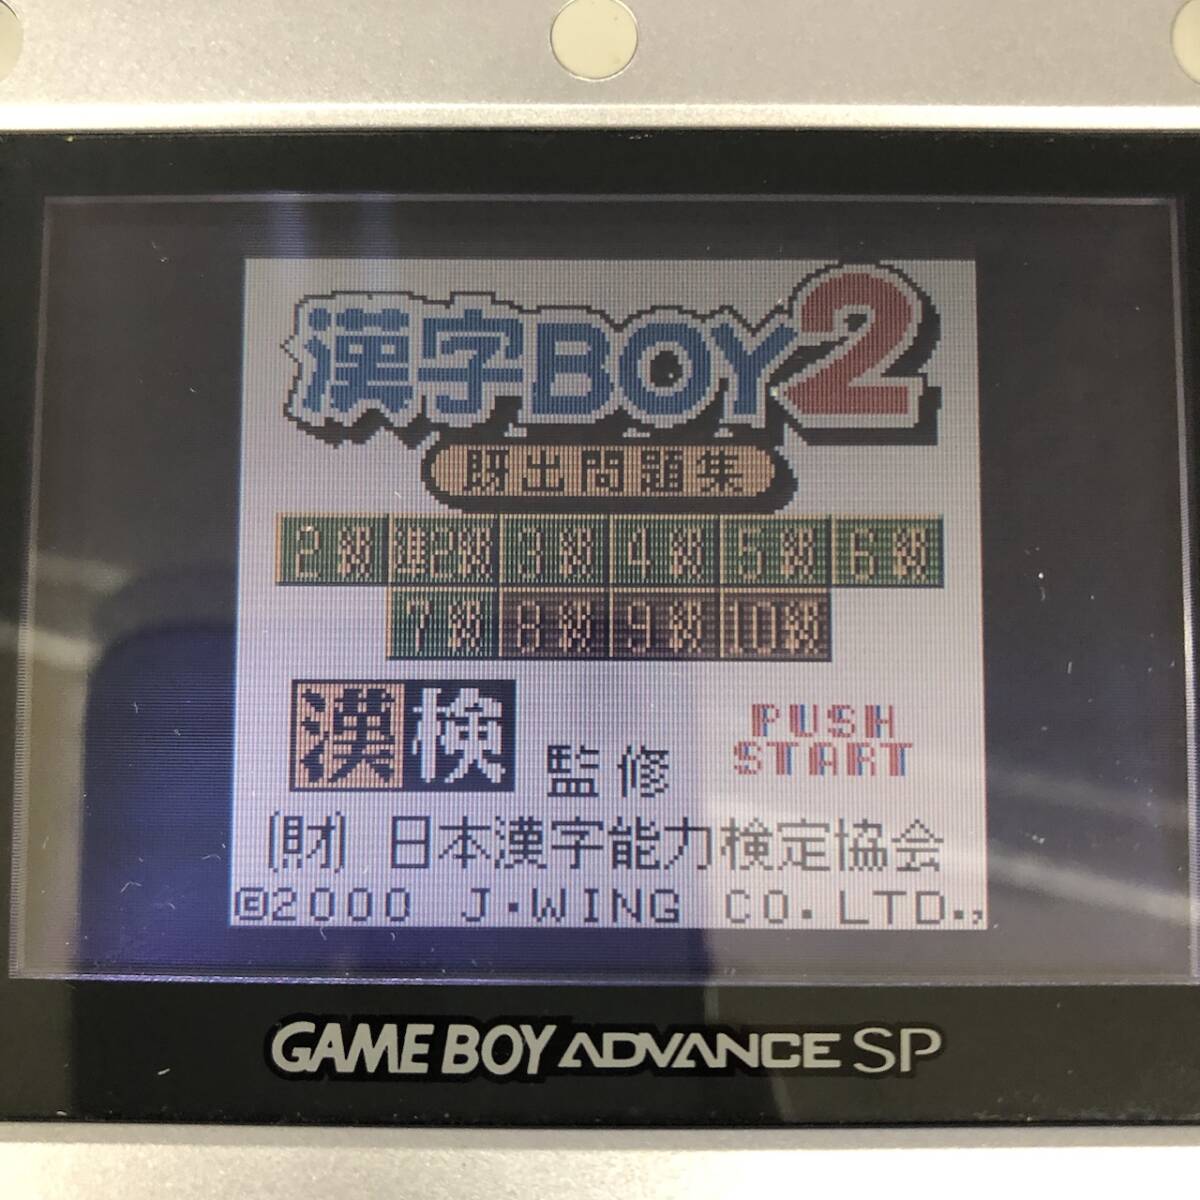 漢字BOY2
既出問題集
2級 準2級 3級 4級 5級 6級
7級 8級 9級 10級
漢検 監修
PUSH
START
(財) 日本漢字能力検定協会
©2000 J・WING CO.LTD.,
GAME BOY ADVANCE SP